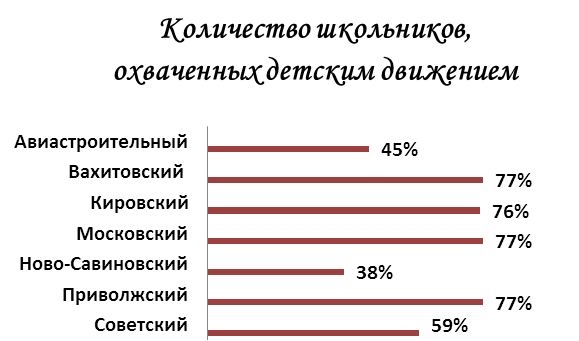 Количество школьников,
охваченных детским движением
Авиастроительный 45%
Вахитовский 77%
Кировский 76%
Московский 77%
Ново-Савиновский 38%
Приволжский 77%
Советский 59%